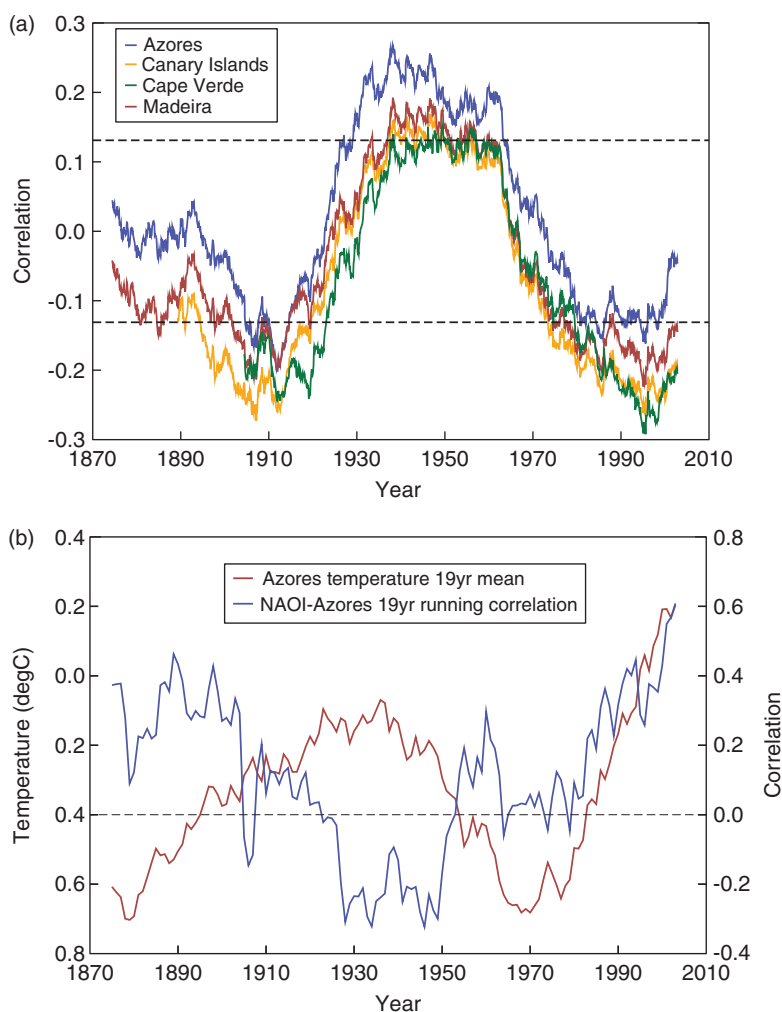 (a)
0.3
0.2
0.1
0.0
-0.1
-0.2
-0.3
Correlation
Azores
Canary Islands
Cape Verde
Madeira
1870 1890 1910 1930 1950 1970 1990 2010
Year
(b)
0.4
0.2
0.0
0.2
0.4
0.6
0.8
Temperature (degC)
Azores temperature 19yr mean
NAOI-Azores 19yr running correlation
0.8
0.6
0.4
0.2
0.0
-0.2
-0.4
Correlation
1870 1890 1910 1930 1950 1970 1990 2010
Year